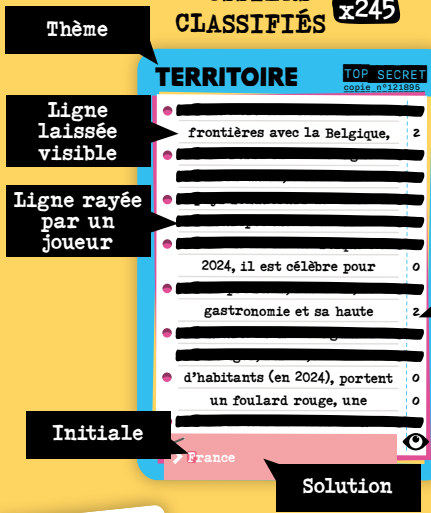 CLASSIFIÉS
x245
Thème
TERRITOIRE
TOP SECRET
copie n°121895
Ligne
laissée
visible
frontières avec la Belgique, 2
Ligne rayée
par un
joueur
2024, il est célèbre pour 0
gastronomie et sa haute 2
d'habitants (en 2024), portent 0
un foulard rouge, une 0
Initiale
France
Solution